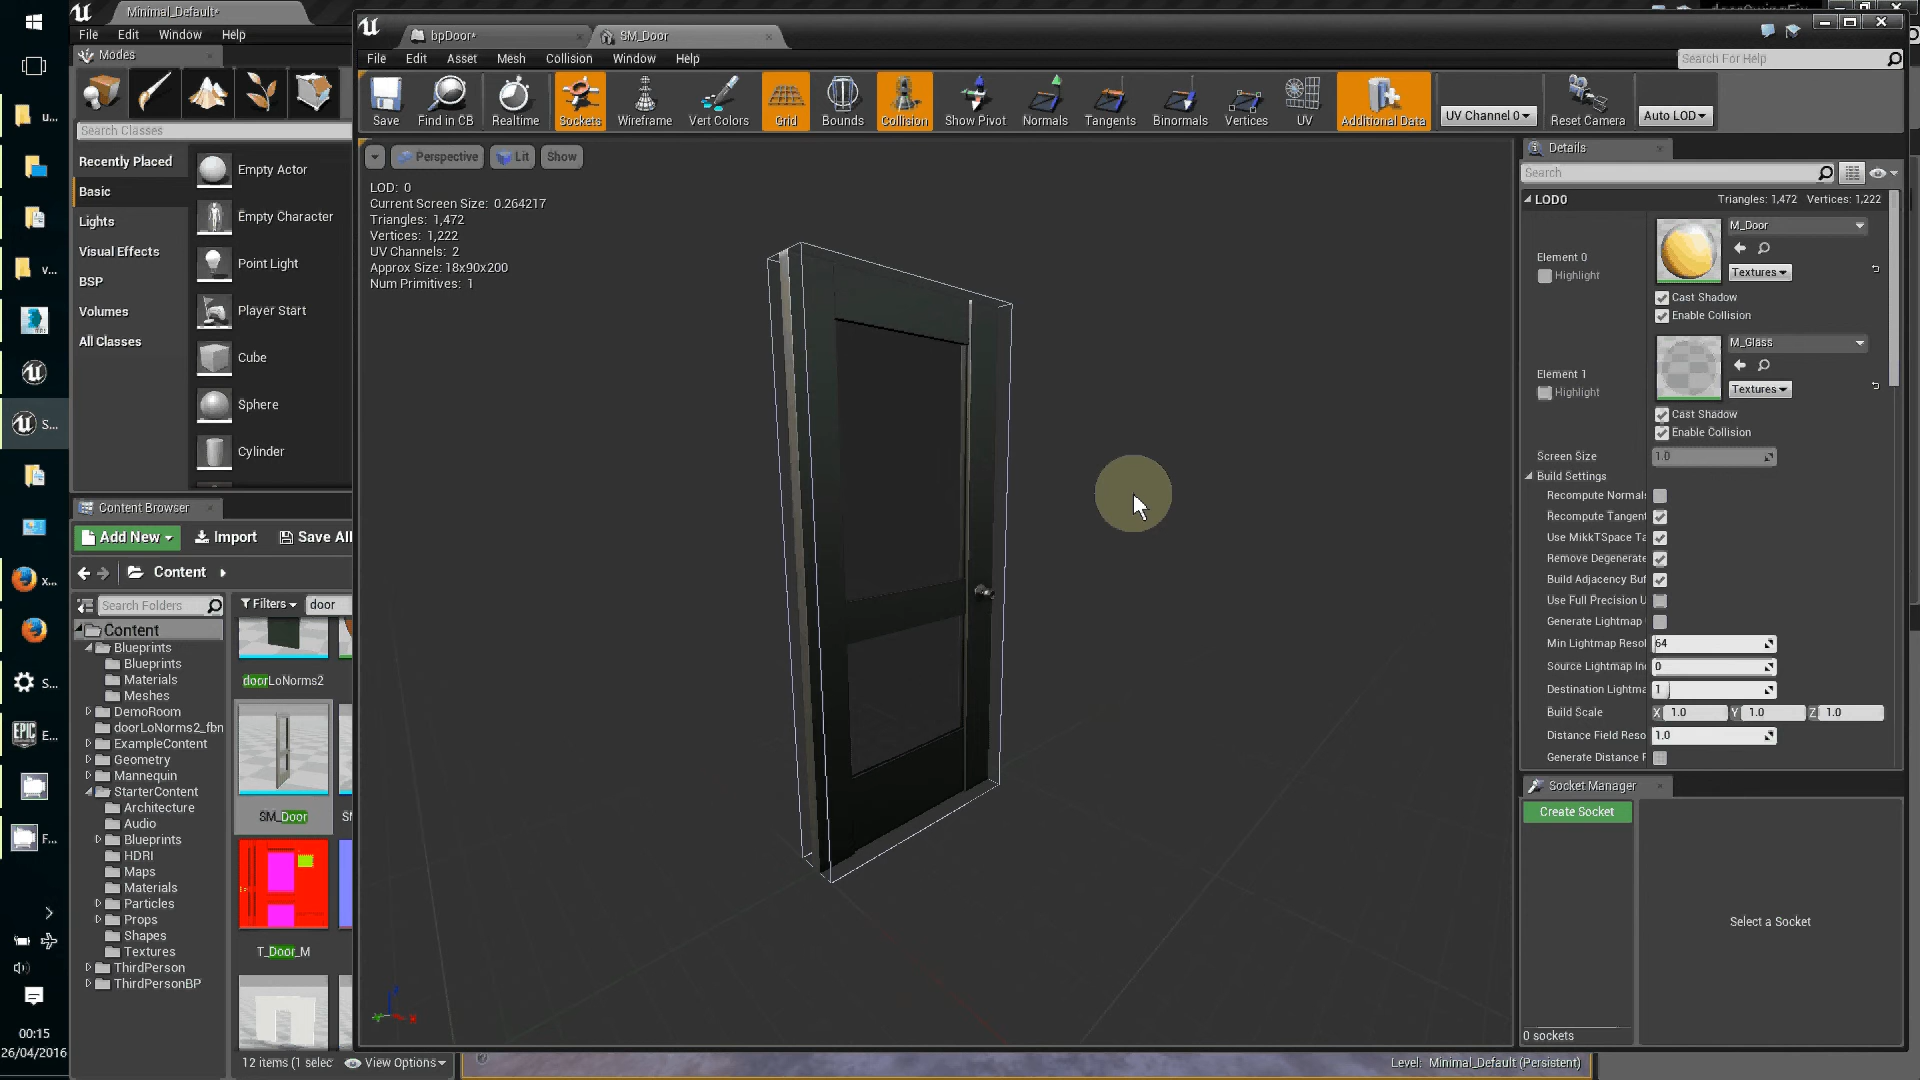 Minimal_Default*
File Edit Window Help
Modes
Search Classes
Recently Placed
Basic
Lights
Visual Effects
BSP
Volumes
All Classes
Empty Actor
Empty Character
Point Light
Player Start
Cube
Sphere
Cylinder
Content Browser
Add New
Import
Save All
Content
Search Folders
Filters
door
Content
Blueprints
Blueprints
Materials
Meshes
DemoRoom
doorLoNorms2_fbn
ExampleContent
Geometry
Mannequin
StarterContent
Architecture
Audio
Blueprints
HDRI
Maps
Materials
Particles
Props
Shapes
Textures
ThirdPerson
ThirdPersonBP
doorLoNorms2
SM_Door
T_Door_M
12 items (1 selec
View Options
u...
v...
S...
x...
S...
EPIC
E...
F...
00:15
26/04/2016
bpDoor*
SM_Door
File Edit Asset Mesh Collision Window Help
Search For Help
Save
Find in CB
Realtime
Sockets
Wireframe
Vert Colors
Grid
Bounds
Collision
Show Pivot
Normals
Tangents
Binormals
Vertices
UV
Additional Data
UV Channel 0
Reset Camera
Auto LOD
Perspective
Lit
Show
LOD: 0
Current Screen Size: 0.264217
Triangles: 1,472
Vertices: 1,222
UV Channels: 2
Approx Size: 18x90x200
Num Primitives: 1
Details
Search
LOD0 Triangles: 1,472 Vertices: 1,222
Element 0
Highlight
M_Door
Textures
Cast Shadow
Enable Collision
Element 1
Highlight
M_Glass
Textures
Cast Shadow
Enable Collision
Screen Size 1.0
Build Settings
Recompute Normals
Recompute Tangent
Use MikkTSpace Ta
Remove Degenerate
Build Adjacency Buf
Use Full Precision U
Generate Lightmap
Min Lightmap Resol 64
Source Lightmap In 0
Destination Lightma 1
Build Scale X 1.0 Y 1.0 Z 1.0
Distance Field Reso 1.0
Generate Distance F
Socket Manager
Create Socket
Select a Socket
0 sockets
Level: Minimal_Default (Persistent)